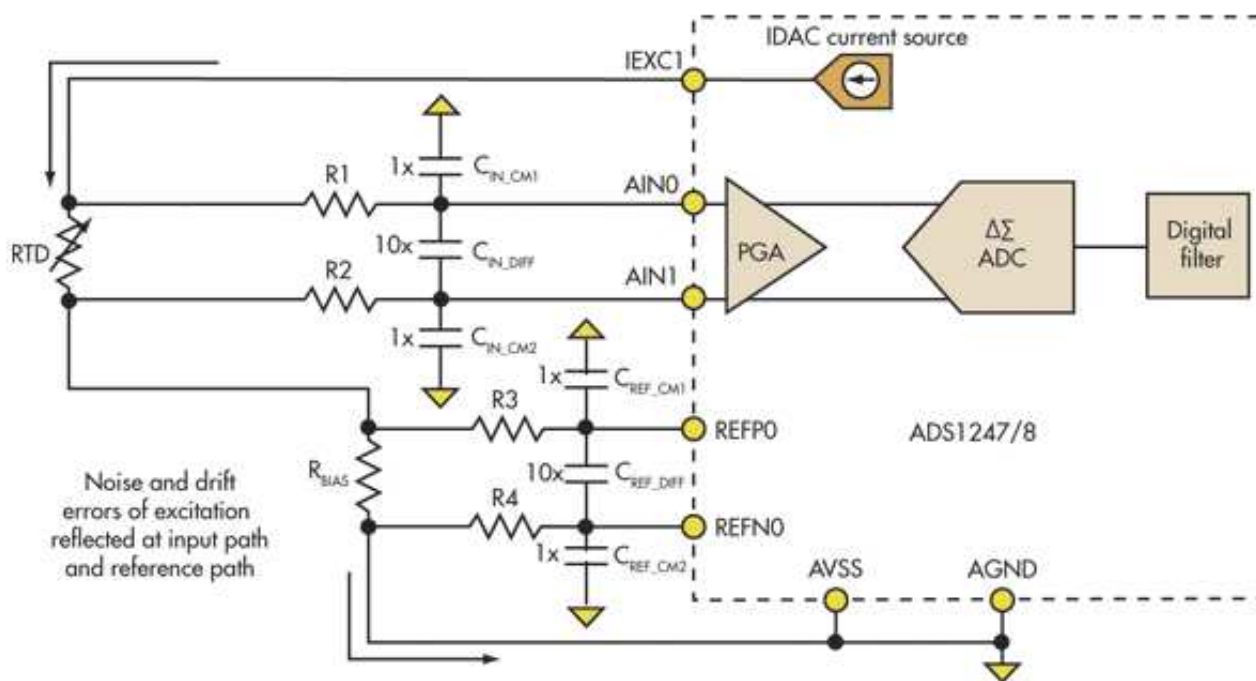 IDAC current source
IEXC1
1x
C_IN_CM1
R1
AIN0
RTD
10x
C_IN_DIFF
PGA
ΔΣ
ADC
Digital
filter
R2
AIN1
1x
C_IN_CM2
1x
C_REF_CM1
R3
REFP0
ADS1247/8
R_BIAS
10x
C_REF_DIFF
Noise and drift
errors of excitation
reflected at input path
and reference path
R4
REFN0
1x
C_REF_CM2
AVSS
AGND